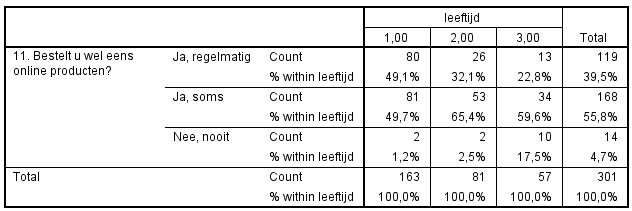 leeftijd
1,00 2,00 3,00 Total
11. Bestelt u wel eens Ja, regelmatig Count 80 26 13 119
online producten? % within leeftijd 49,1% 32,1% 22,8% 39,5%
Ja, soms Count 81 53 34 168
% within leeftijd 49,7% 65,4% 59,6% 55,8%
Nee, nooit Count 2 2 10 14
% within leeftijd 1,2% 2,5% 17,5% 4,7%
Total Count 163 81 57 301
% within leeftijd 100,0% 100,0% 100,0% 100,0%